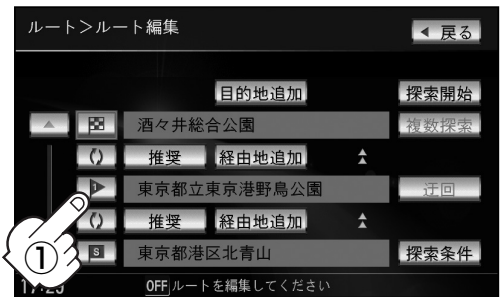 ルート＞ルート編集
戻る
目的地追加
探索開始
酒々井総合公園
複数探索
推奨
経由地追加
1
東京都立東京港野鳥公園
迂回
推奨
経由地追加
S
東京都港区北青山
探索条件
①
OFF ルートを編集してください